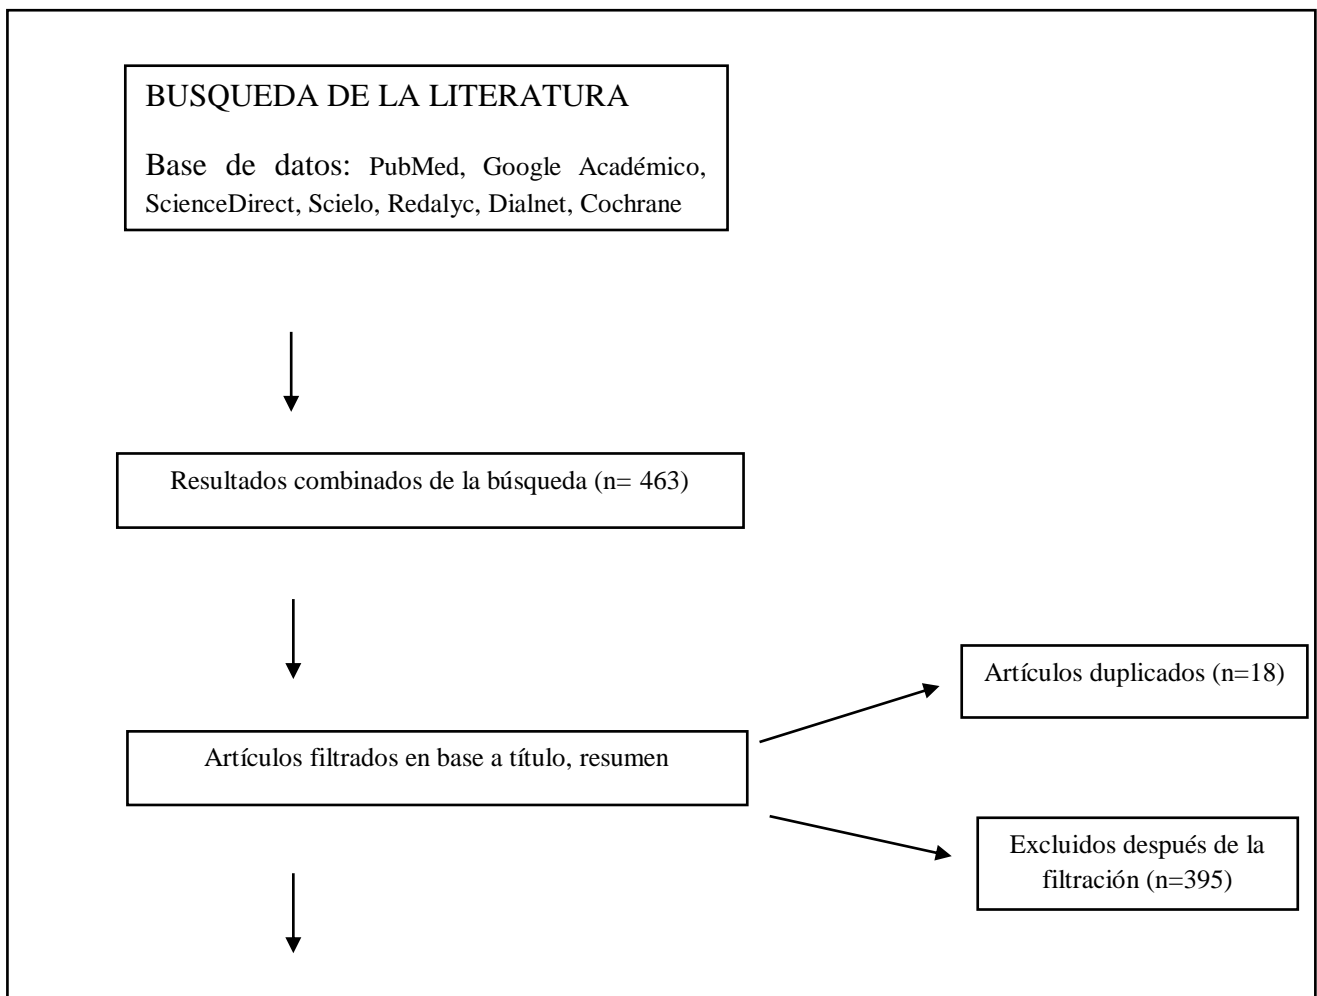 BUSQUEDA DE LA LITERATURA
Base de datos: PubMed, Google Académico,
ScienceDirect, Scielo, Redalyc, Dialnet, Cochrane
Resultados combinados de la búsqueda (n= 463)
Artículos duplicados (n=18)
Artículos filtrados en base a título, resumen
Excluidos después de la
filtración (n=395)